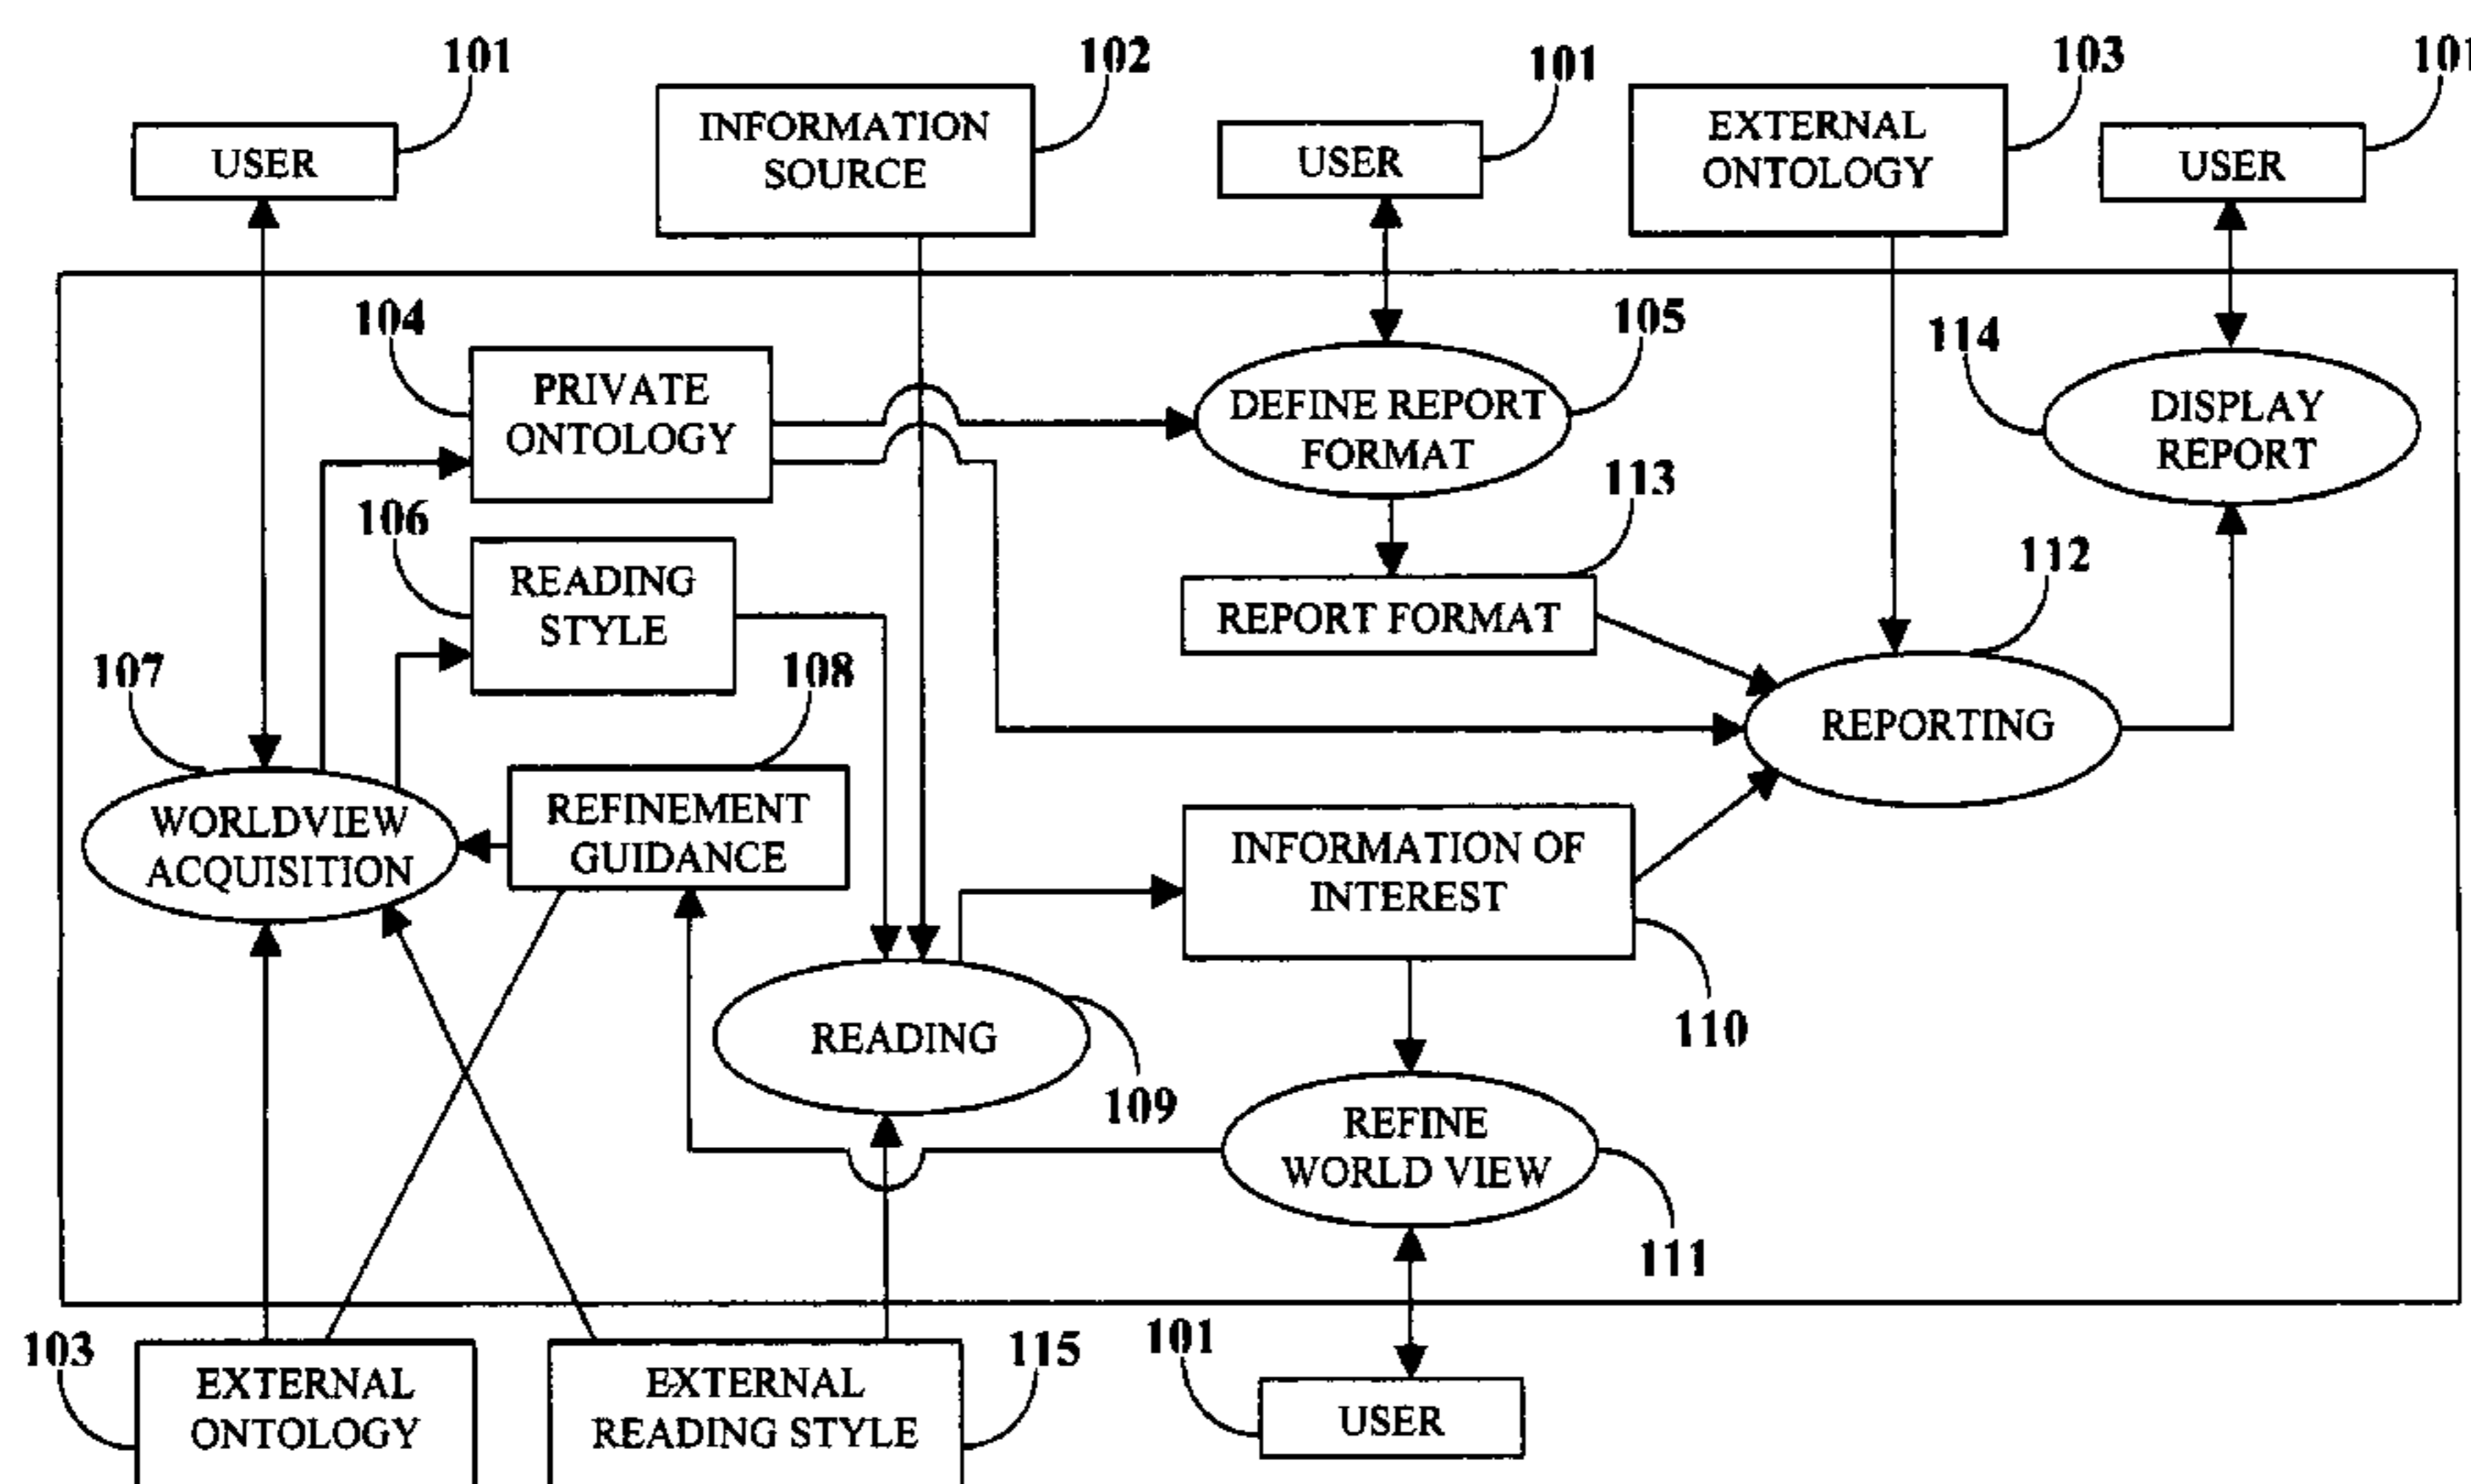 101
102
101
103
101
USER
INFORMATION
SOURCE
USER
EXTERNAL
ONTOLOGY
USER
104
PRIVATE
ONTOLOGY
105
DEFINE REPORT
FORMAT
114
DISPLAY
REPORT
106
READING
STYLE
113
REPORT FORMAT
112
REPORTING
107
WORLDVIEW
ACQUISITION
108
REFINEMENT
GUIDANCE
INFORMATION OF
INTEREST
110
READING
109
REFINE
WORLD VIEW
111
103
EXTERNAL
ONTOLOGY
EXTERNAL
READING STYLE
115
101
USER